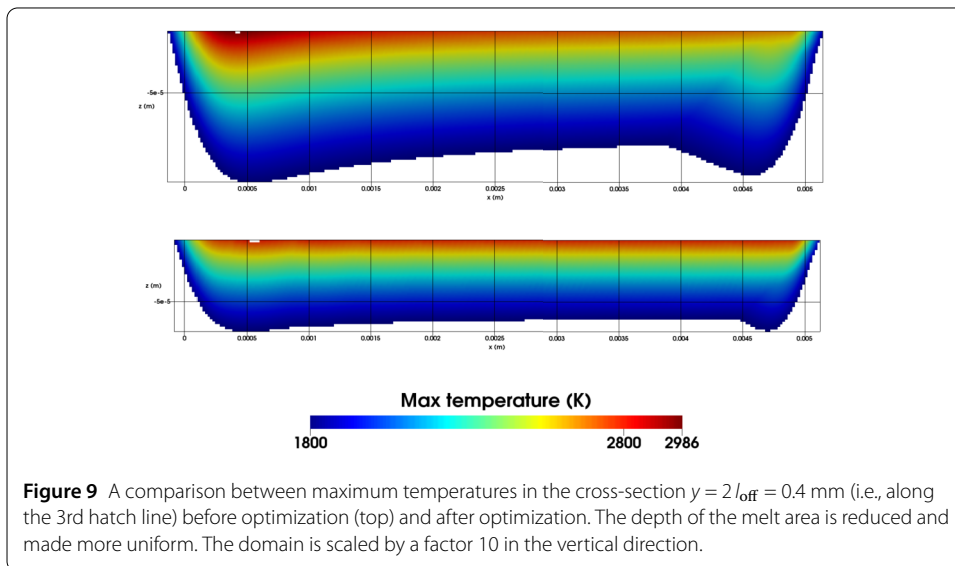 -5e-5
z (m)
0 0.0005 0.001 0.0015 0.002 0.0025 0.003 0.0035 0.004 0.0045 0.005
x (m)
z (m)
-5e-5
0 0.0005 0.001 0.0015 0.002 0.0025 0.003 0.0035 0.004 0.0045 0.005
x (m)
Max temperature (K)
1800 2800 2986
Figure 9 A comparison between maximum temperatures in the cross-section y = 2 l_off = 0.4 mm (i.e., along
the 3rd hatch line) before optimization (top) and after optimization. The depth of the melt area is reduced and
made more uniform. The domain is scaled by a factor 10 in the vertical direction.